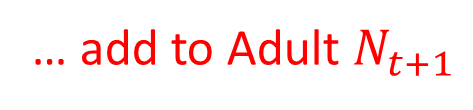 ... add to Adult $N_{t+1}$